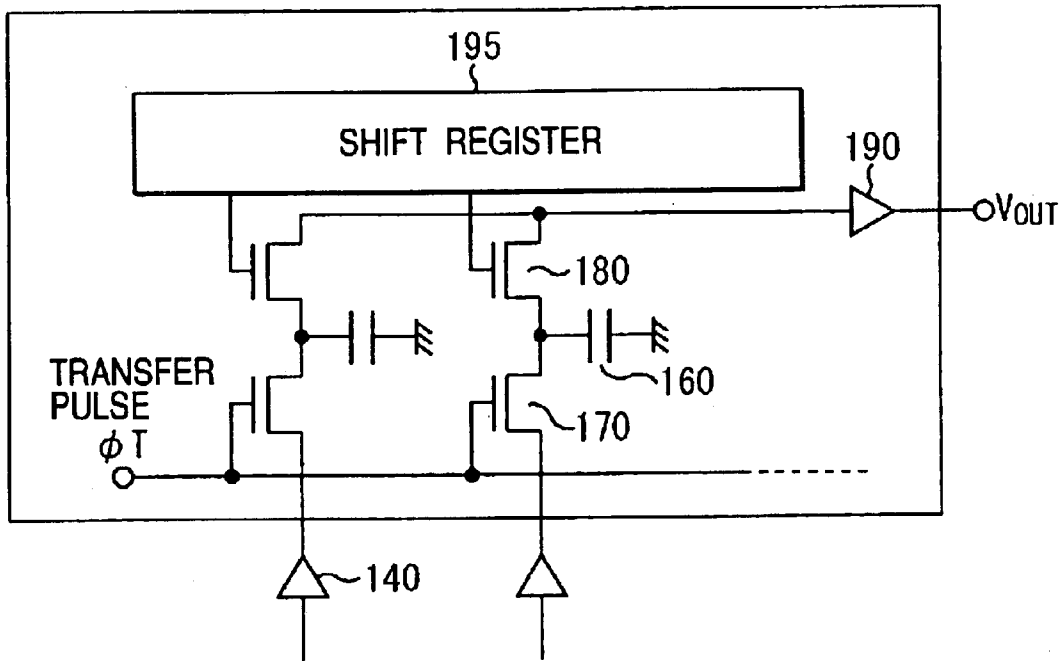 195
SHIFT REGISTER
190
VOUT
180
160
TRANSFER
PULSE
ϕT
170
140